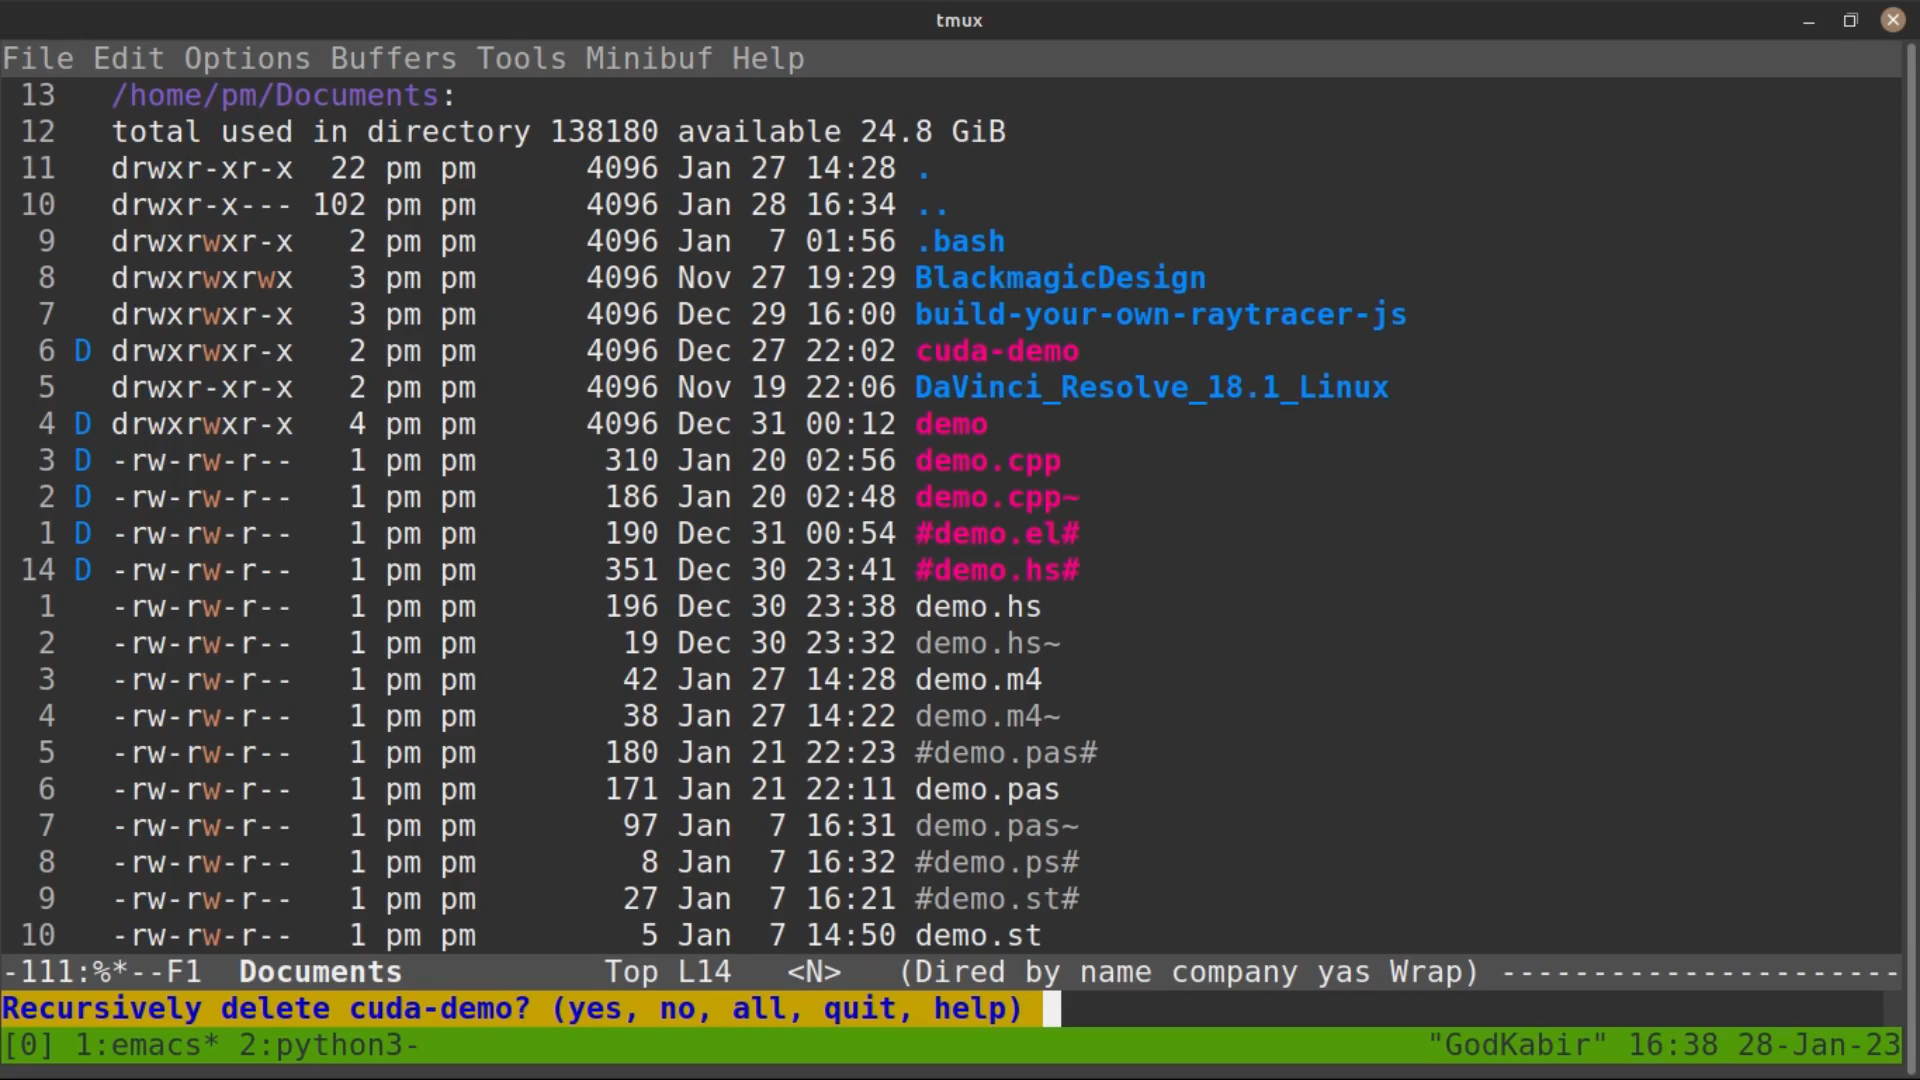 tmux
File Edit Options Buffers Tools Minibuf Help
13   /home/pm/Documents:
12   total used in directory 138180 available 24.8 GiB
11   drwxr-xr-x  22 pm pm      4096 Jan 27 14:28 .
10   drwxr-x--- 102 pm pm      4096 Jan 28 16:34 ..
 9   drwxrwxr-x   2 pm pm      4096 Jan  7 01:56 .bash
 8   drwxrwxrwx   3 pm pm      4096 Nov 27 19:29 BlackmagicDesign
 7   drwxrwxr-x   3 pm pm      4096 Dec 29 16:00 build-your-own-raytracer-js
 6 D drwxrwxr-x   2 pm pm      4096 Dec 27 22:02 cuda-demo
 5   drwxr-xr-x   2 pm pm      4096 Nov 19 22:06 DaVinci_Resolve_18.1_Linux
 4 D drwxrwxr-x   4 pm pm      4096 Dec 31 00:12 demo
 3 D -rw-rw-r--   1 pm pm       310 Jan 20 02:56 demo.cpp
 2 D -rw-rw-r--   1 pm pm       186 Jan 20 02:48 demo.cpp~
 1 D -rw-rw-r--   1 pm pm       190 Dec 31 00:54 #demo.el#
14 D -rw-rw-r--   1 pm pm       351 Dec 30 23:41 #demo.hs#
 1   -rw-rw-r--   1 pm pm       196 Dec 30 23:38 demo.hs
 2   -rw-rw-r--   1 pm pm        19 Dec 30 23:32 demo.hs~
 3   -rw-rw-r--   1 pm pm        42 Jan 27 14:28 demo.m4
 4   -rw-rw-r--   1 pm pm        38 Jan 27 14:22 demo.m4~
 5   -rw-rw-r--   1 pm pm       180 Jan 21 22:23 #demo.pas#
 6   -rw-rw-r--   1 pm pm       171 Jan 21 22:11 demo.pas
 7   -rw-rw-r--   1 pm pm        97 Jan  7 16:31 demo.pas~
 8   -rw-rw-r--   1 pm pm         8 Jan  7 16:32 #demo.ps#
 9   -rw-rw-r--   1 pm pm        27 Jan  7 16:21 #demo.st#
10   -rw-rw-r--   1 pm pm         5 Jan  7 14:50 demo.st
-111:%*--F1  Documents           Top L14   <N>   (Dired by name company yas Wrap) ----------------------
Recursively delete cuda-demo? (yes, no, all, quit, help)
[0] 1:emacs* 2:python3-                                                       "GodKabir" 16:38 28-Jan-23